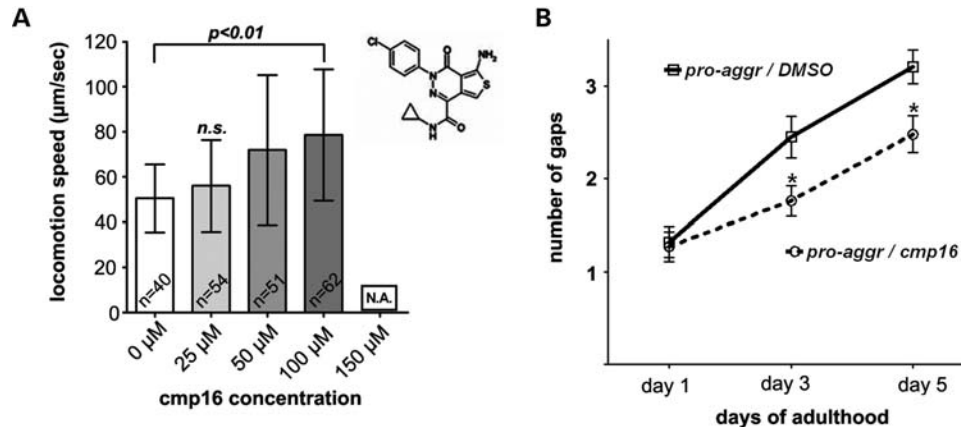 A
p<0.01
120
100
80
60
40
20
0
locomotion speed (µm/sec)
n.s.
n=40
n=54
n=51
n=62
N.A.
0 µM
25 µM
50 µM
100 µM
150 µM
cmp16 concentration
Cl
O
NH₂
N
N
S
N
H
O
B
3
2
1
number of gaps
pro-aggr / DMSO
*
*
pro-aggr / cmp16
day 1
day 3
day 5
days of adulthood